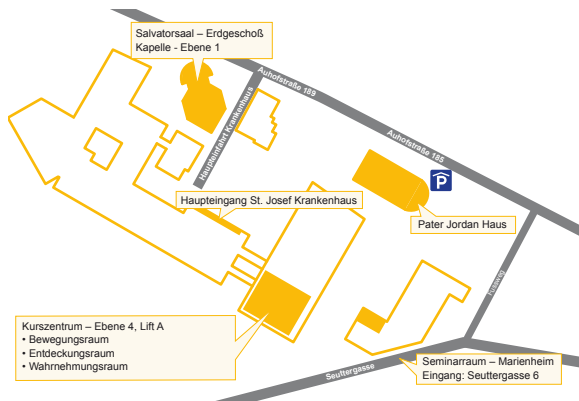 Salvatorsaal – Erdgeschoß
Kapelle - Ebene 1
Auhofstraße 189
Haupteinfahrt Krankenhaus
Auhofstraße 185
P
Haupteingang St. Josef Krankenhaus
Pater Jordan Haus
Kurszentrum – Ebene 4, Lift A
• Bewegungsraum
• Entdeckungsraum
• Wahrnehmungsraum
Seminarraum – Marienheim
Eingang: Seuttergasse 6
Seuttergasse